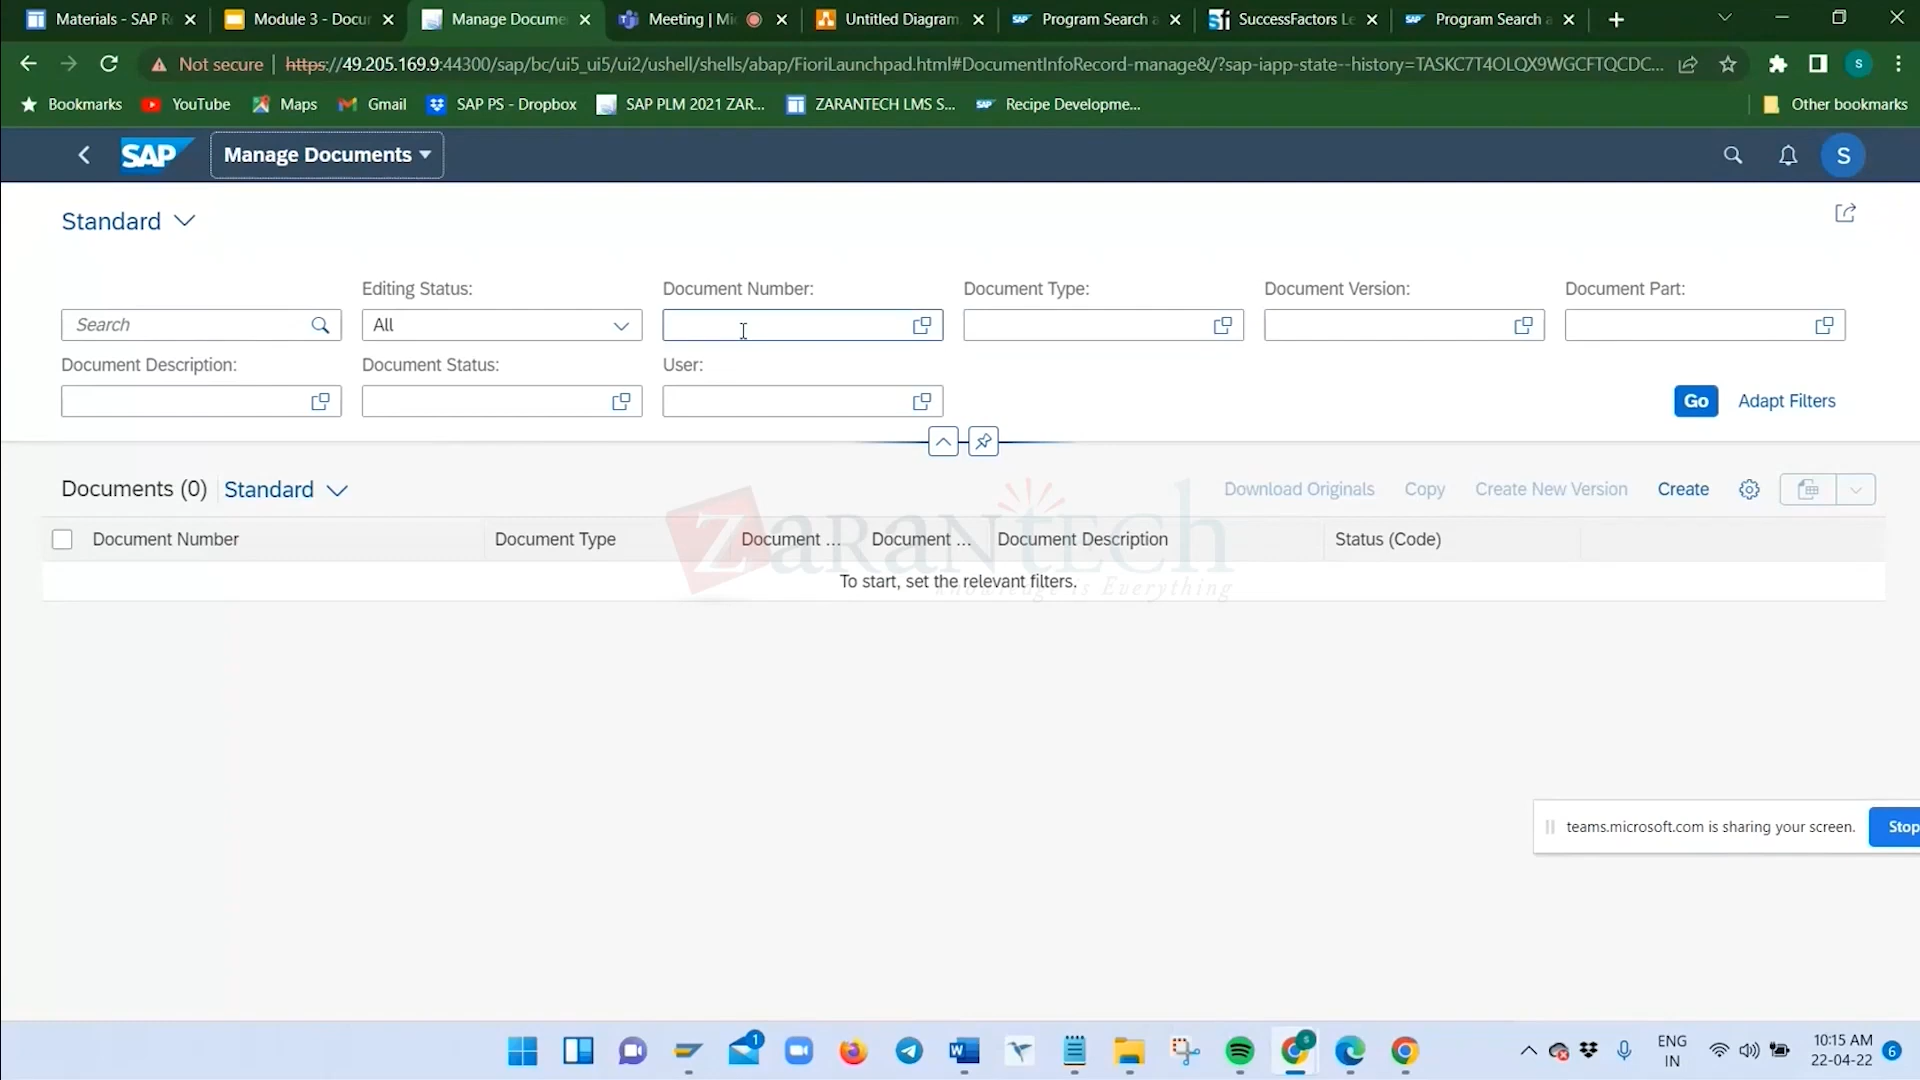 Materials - SAP R
Module 3 - Docu
Manage Docume
Meeting | Mi
Untitled Diagram.
Program Search a
SuccessFactors Le
Program Search a
Not secure
https://49.205.169.9:44300/sap/bc/ui5_ui5/ui2/ushell/shells/abap/FioriLaunchpad.html#DocumentInfoRecord-manage&/?sap-iapp-state--history=TASKC7T4OLQX9WGCFTQCDC...
S
Bookmarks
YouTube
Maps
Gmail
SAP PS - Dropbox
SAP PLM 2021 ZAR...
ZARANTECH LMS S...
Recipe Developme...
Other bookmarks
SAP
Manage Documents
S
Standard
Editing Status:
Document Number:
Document Type:
Document Version:
Document Part:
Search
All
Document Description:
Document Status:
User:
Go
Adapt Filters
Documents (0)
Standard
Download Originals
Copy
Create New Version
Create
Document Number
Document Type
Document ...
Document ...
Document Description
Status (Code)
ZARANtech
To start, set the relevant filters.
knowledge is Everything
teams.microsoft.com is sharing your screen.
Stop
1
S
ENG
IN
10:15 AM
22-04-22
6